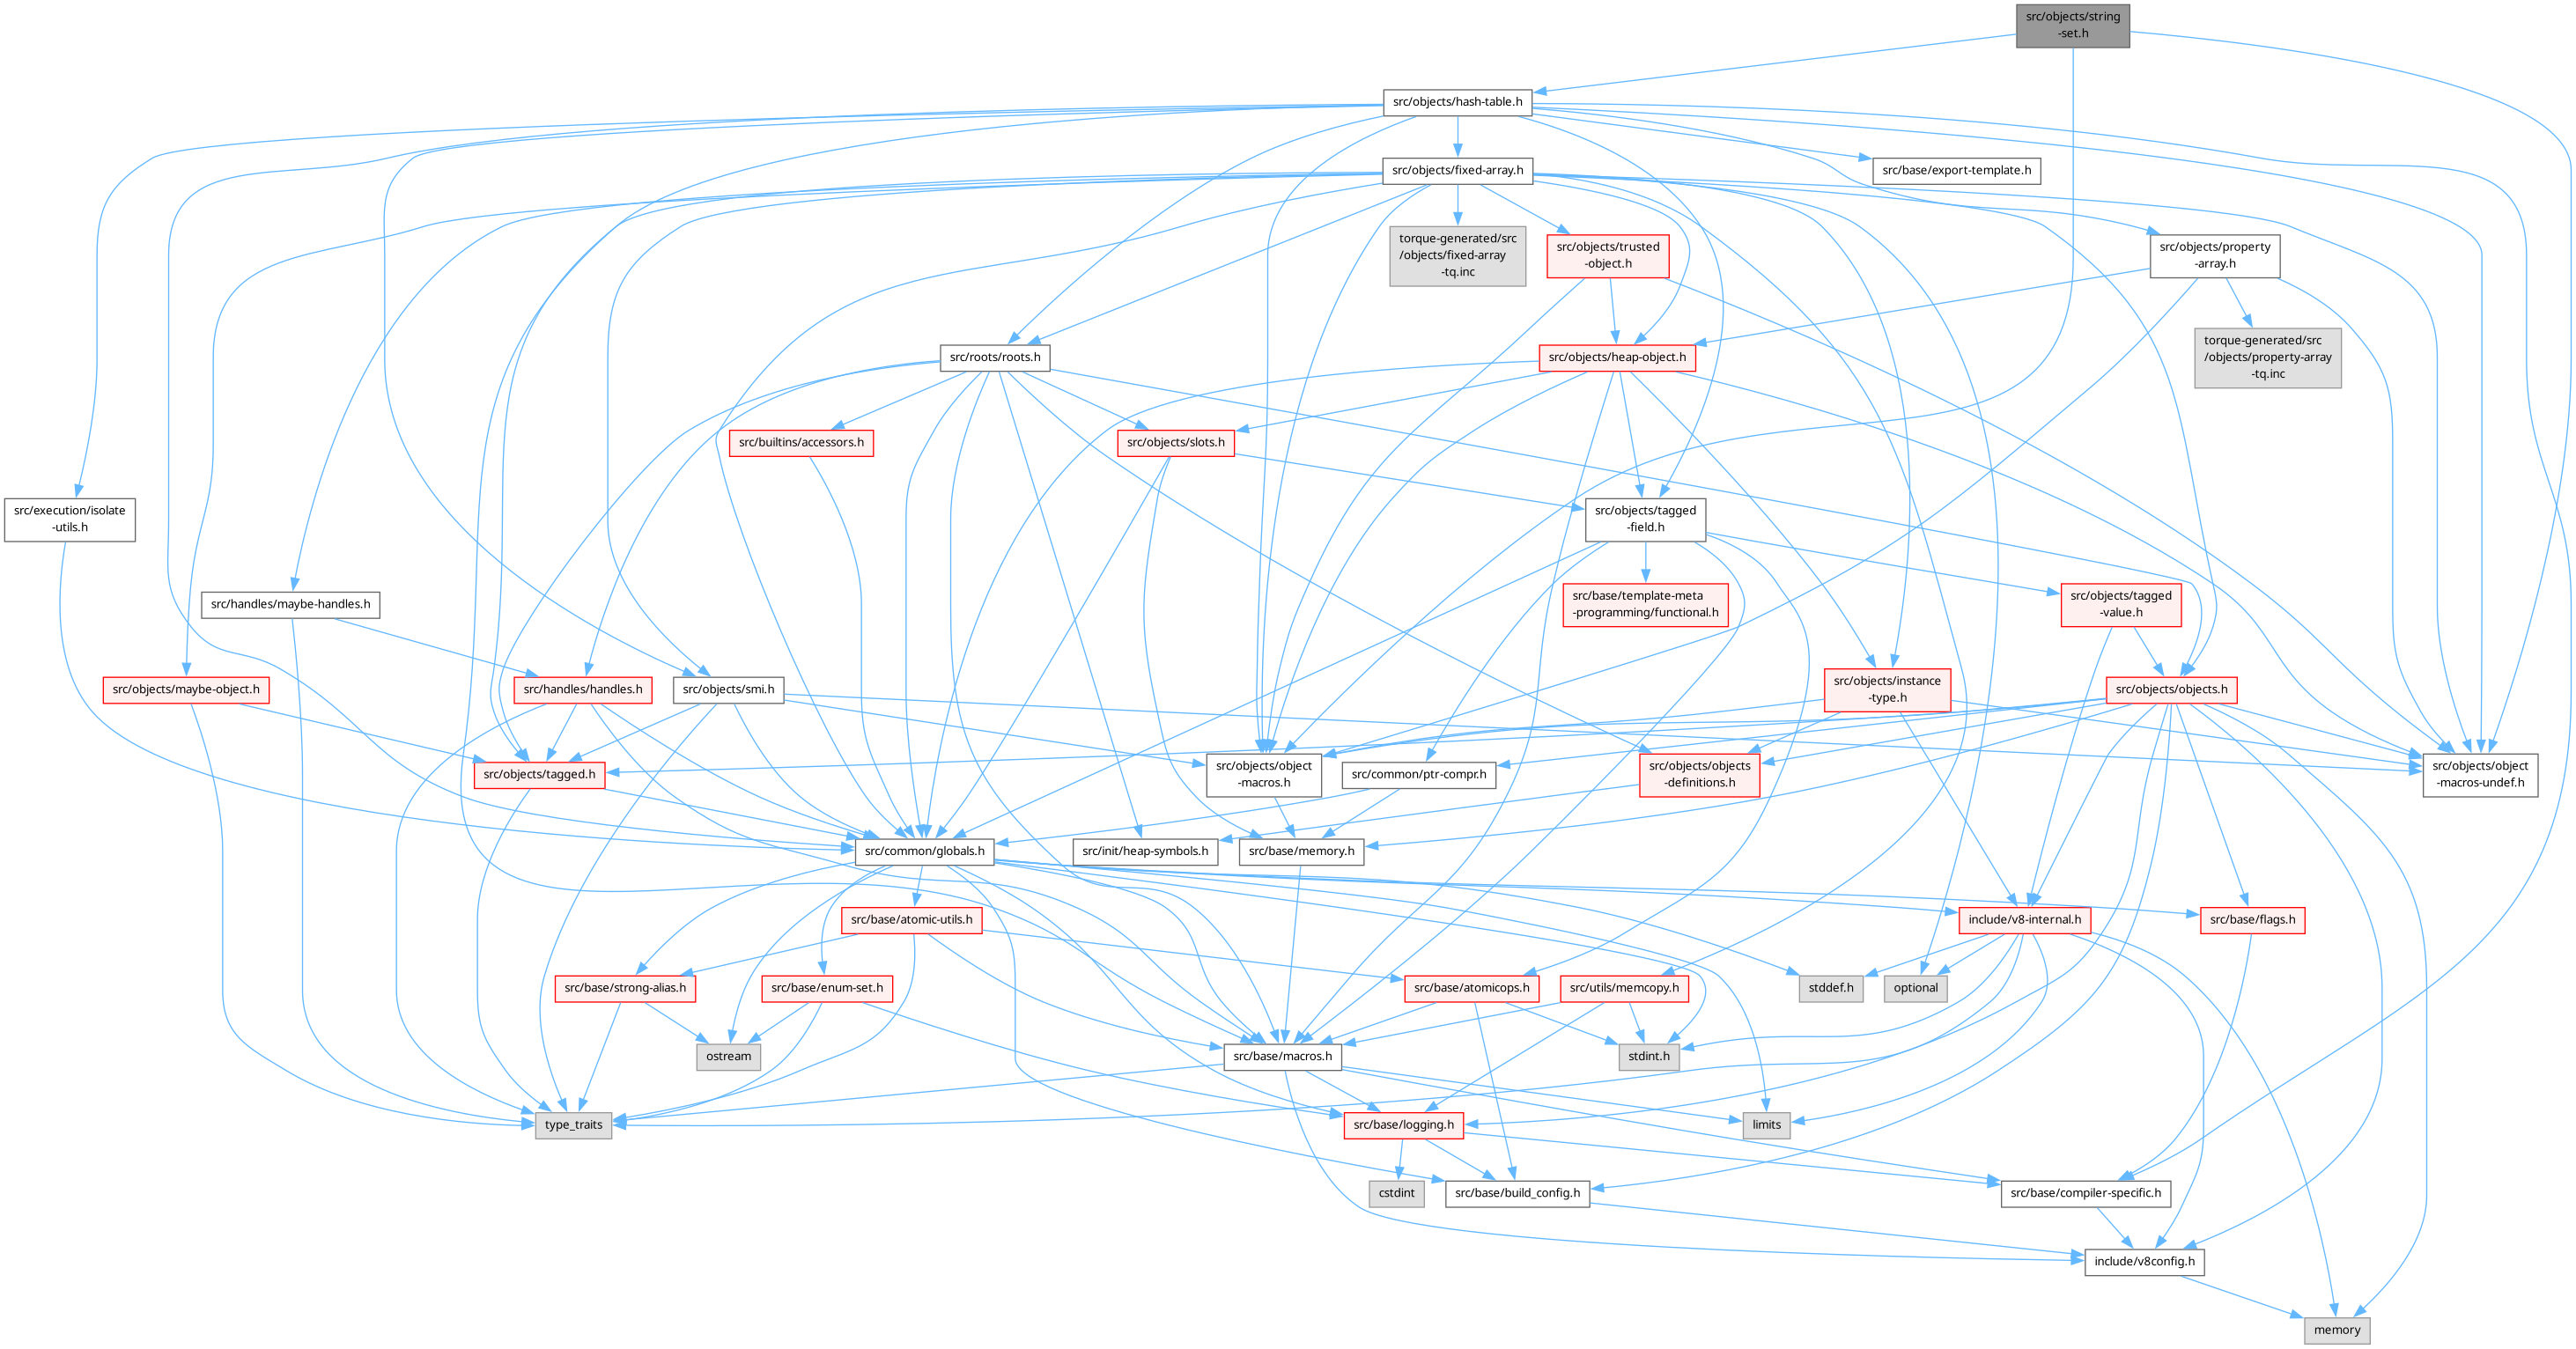 src/objects/string
-set.h
src/objects/hash-table.h
src/objects/fixed-array.h
src/base/export-template.h
torque-generated/src
/objects/fixed-array
-tq.inc
src/objects/trusted
-object.h
src/objects/property
-array.h
src/roots/roots.h
src/objects/heap-object.h
torque-generated/src
/objects/property-array
-tq.inc
src/builtins/accessors.h
src/objects/slots.h
src/execution/isolate
-utils.h
src/objects/tagged
-field.h
src/handles/maybe-handles.h
src/base/template-meta
-programming/functional.h
src/objects/tagged
-value.h
src/objects/maybe-object.h
src/handles/handles.h
src/objects/smi.h
src/objects/instance
-type.h
src/objects/objects.h
src/objects/tagged.h
src/objects/object
-macros.h
src/common/ptr-compr.h
src/objects/objects
-definitions.h
src/objects/object
-macros-undef.h
src/common/globals.h
src/init/heap-symbols.h
src/base/memory.h
src/base/atomic-utils.h
include/v8-internal.h
src/base/flags.h
src/base/strong-alias.h
src/base/enum-set.h
src/base/atomicops.h
src/utils/memcopy.h
stddef.h
optional
ostream
src/base/macros.h
stdint.h
type_traits
src/base/logging.h
limits
cstdint
src/base/build_config.h
src/base/compiler-specific.h
include/v8config.h
memory